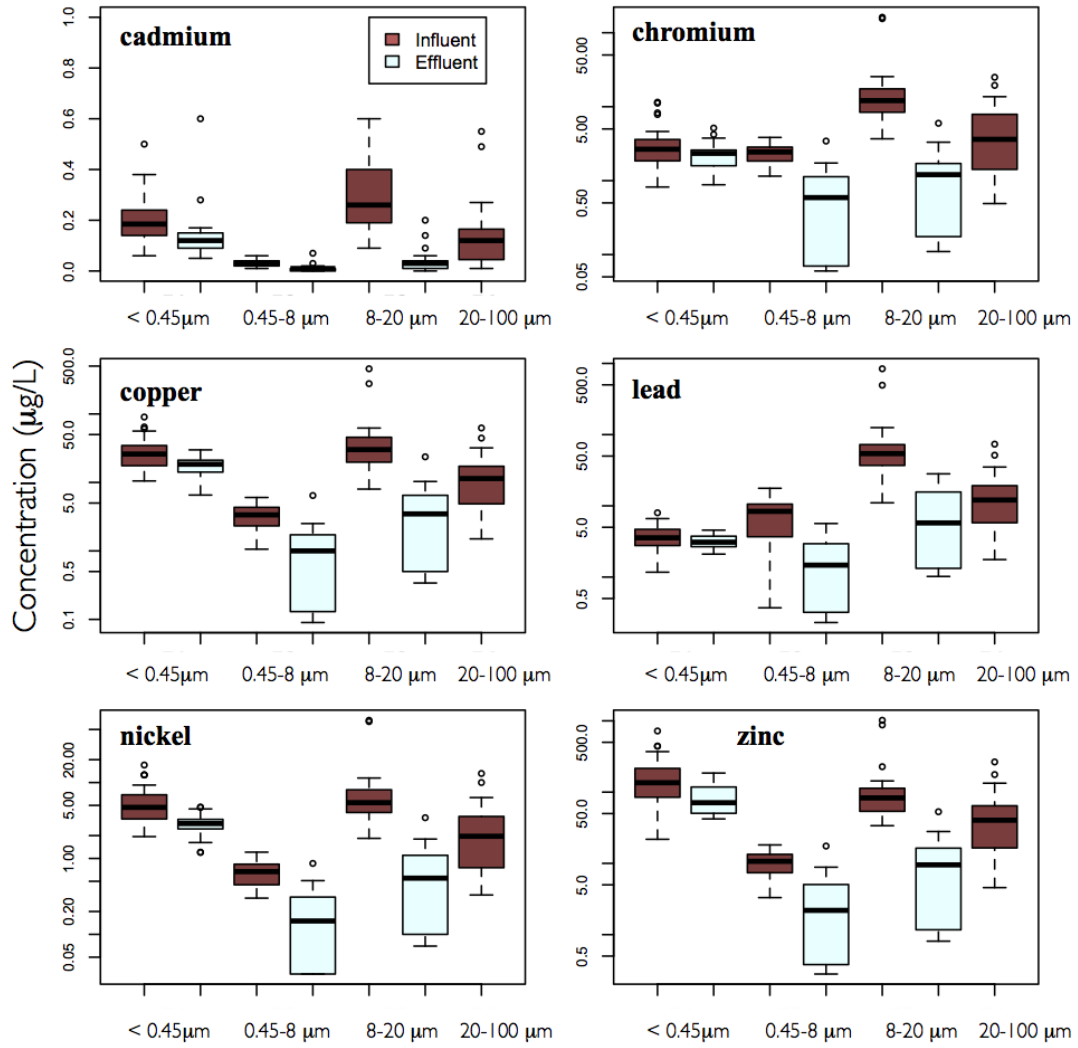 cadmium
Influent
Effluent
0.0 0.2 0.4 0.6 0.8 1.0
< 0.45μm 0.45-8 μm 8-20 μm 20-100 μm
chromium
0.05 0.50 5.00 50.00
< 0.45μm 0.45-8 μm 8-20 μm 20-100 μm
Concentration (μg/L)
copper
0.1 0.5 5.0 50.0 500.0
< 0.45μm 0.45-8 μm 8-20 μm 20-100 μm
lead
0.5 5.0 50.0 500.0
< 0.45μm 0.45-8 μm 8-20 μm 20-100 μm
nickel
0.05 0.20 1.00 5.00 20.00
< 0.45μm 0.45-8 μm 8-20 μm 20-100 μm
zinc
0.5 5.0 50.0 500.0
< 0.45μm 0.45-8 μm 8-20 μm 20-100 μm